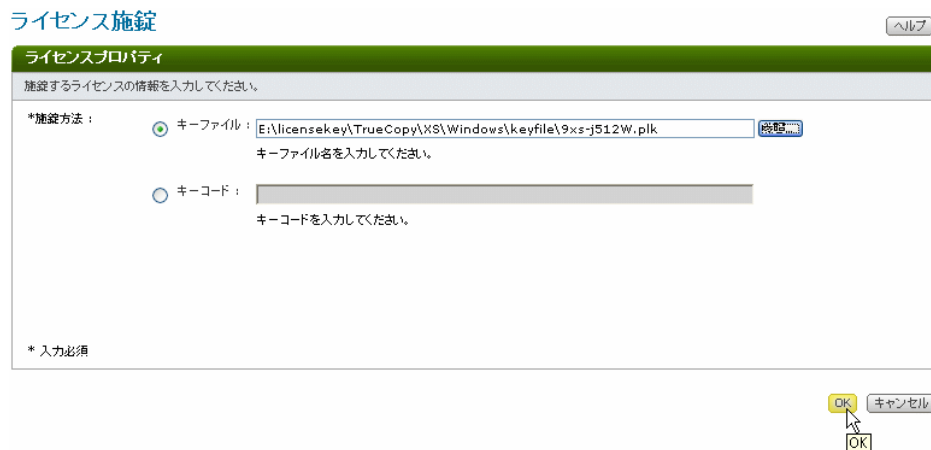 ライセンス施錠
ヘルプ
ライセンスプロパティ
施錠するライセンスの情報を入力してください。
*施錠方法：
キーファイル：
E:\licensekey\TrueCopy\XS\Windows\keyfile\9xs-j512W.plk
キーファイル名を入力してください。
キーコード：
キーコードを入力してください。
* 入力必須
OK
キャンセル
OK